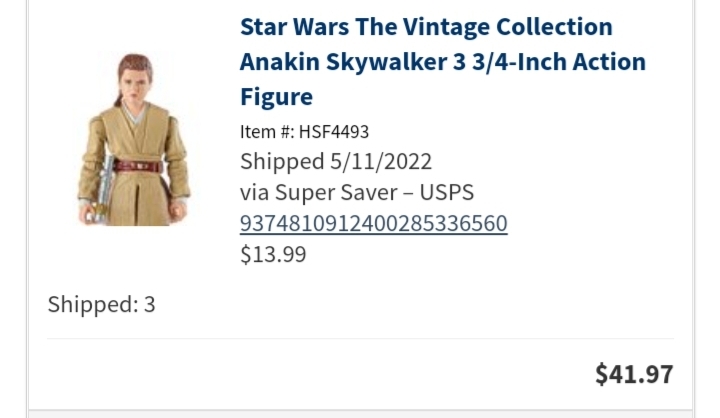 Star Wars The Vintage Collection
Anakin Skywalker 3 3/4-Inch Action
Figure
Item #: HSF4493
Shipped 5/11/2022
via Super Saver – USPS
9374810912400285336560
$13.99
Shipped: 3
$41.97